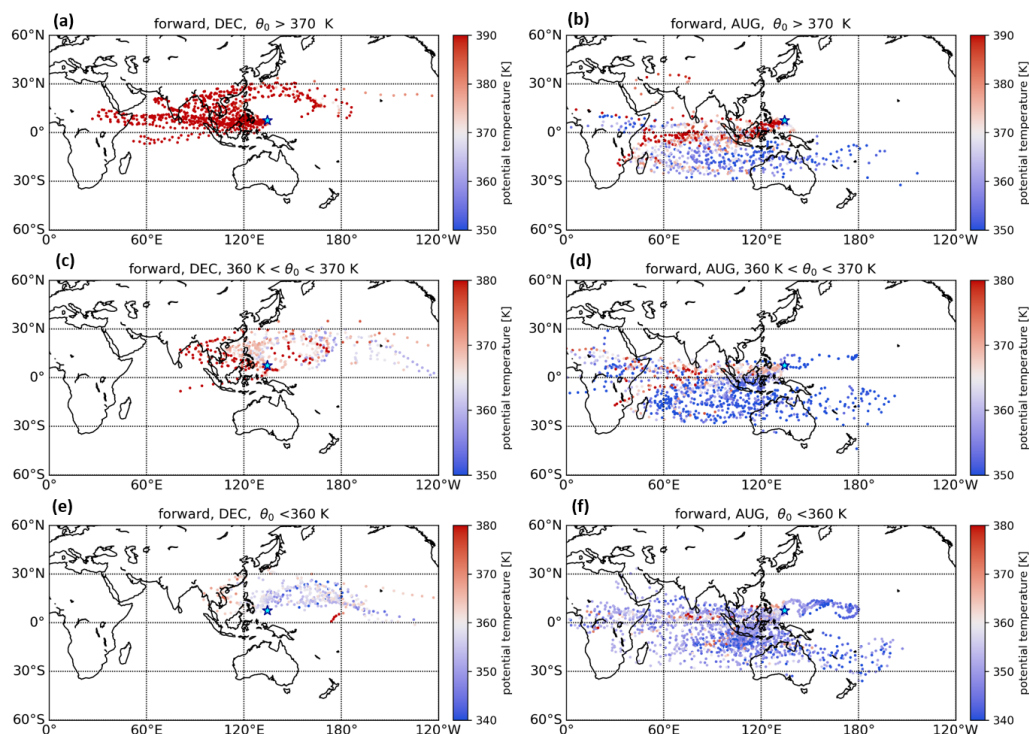 (a)
forward, DEC, θ₀ > 370 K
60°N
30°N
0°
30°S
60°S
0°
60°E
120°E
180°
120°W
390
380
370
360
350
potential temperature [K]
(b)
forward, AUG, θ₀ > 370 K
60°N
30°N
0°
30°S
60°S
0°
60°E
120°E
180°
120°W
390
380
370
360
350
potential temperature [K]
(c)
forward, DEC, 360 K < θ₀ < 370 K
60°N
30°N
0°
30°S
60°S
0°
60°E
120°E
180°
120°W
380
370
360
350
potential temperature [K]
(d)
forward, AUG, 360 K < θ₀ < 370 K
60°N
30°N
0°
30°S
60°S
0°
60°E
120°E
180°
120°W
380
370
360
350
potential temperature [K]
(e)
forward, DEC, θ₀ <360 K
60°N
30°N
0°
30°S
60°S
0°
60°E
120°E
180°
120°W
380
370
360
350
340
potential temperature [K]
(f)
forward, AUG, θ₀ <360 K
60°N
30°N
0°
30°S
60°S
0°
60°E
120°E
180°
120°W
380
370
360
350
340
potential temperature [K]